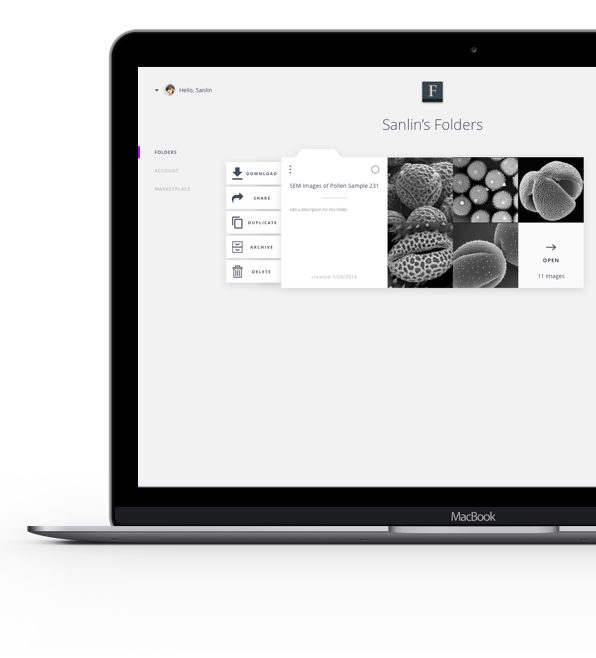 Hello, Sanlin
F
Sanlin's Folders
FOLDERS
ACCOUNT
MARKETPLACE
DOWNLOAD
SHARE
DUPLICATE
ARCHIVE
DELETE
SEM Images of Pollen Sample 231
Add a description for this folder
created 7/20/2016
OPEN
11 images
MacBook